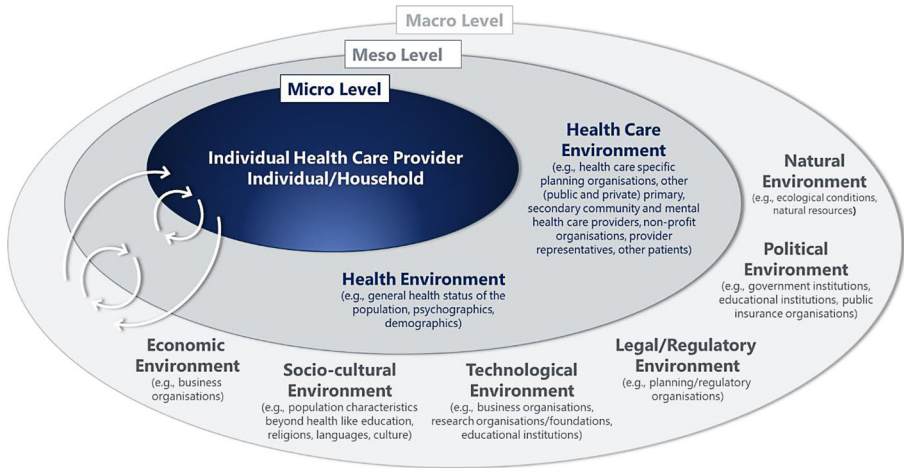 Macro Level
Meso Level
Micro Level
Individual Health Care Provider
Individual/Household
Health Care
Environment
(e.g., health care specific
planning organisations, other
(public and private) primary,
secondary community and mental
health care providers, non-profit
organisations, provider
representatives, other patients)
Health Environment
(e.g., general health status of the
population, psychographics,
demographics)
Natural
Environment
(e.g., ecological conditions,
natural resources)
Political
Environment
(e.g., government institutions,
educational institutions, public
insurance organisations)
Legal/Regulatory
Environment
(e.g., planning/regulatory
organisations)
Technological
Environment
(e.g., business organisations,
research organisations/foundations,
educational institutions)
Socio-cultural
Environment
(e.g., population characteristics
beyond health like education,
religions, languages, culture)
Economic
Environment
(e.g., business
organisations)